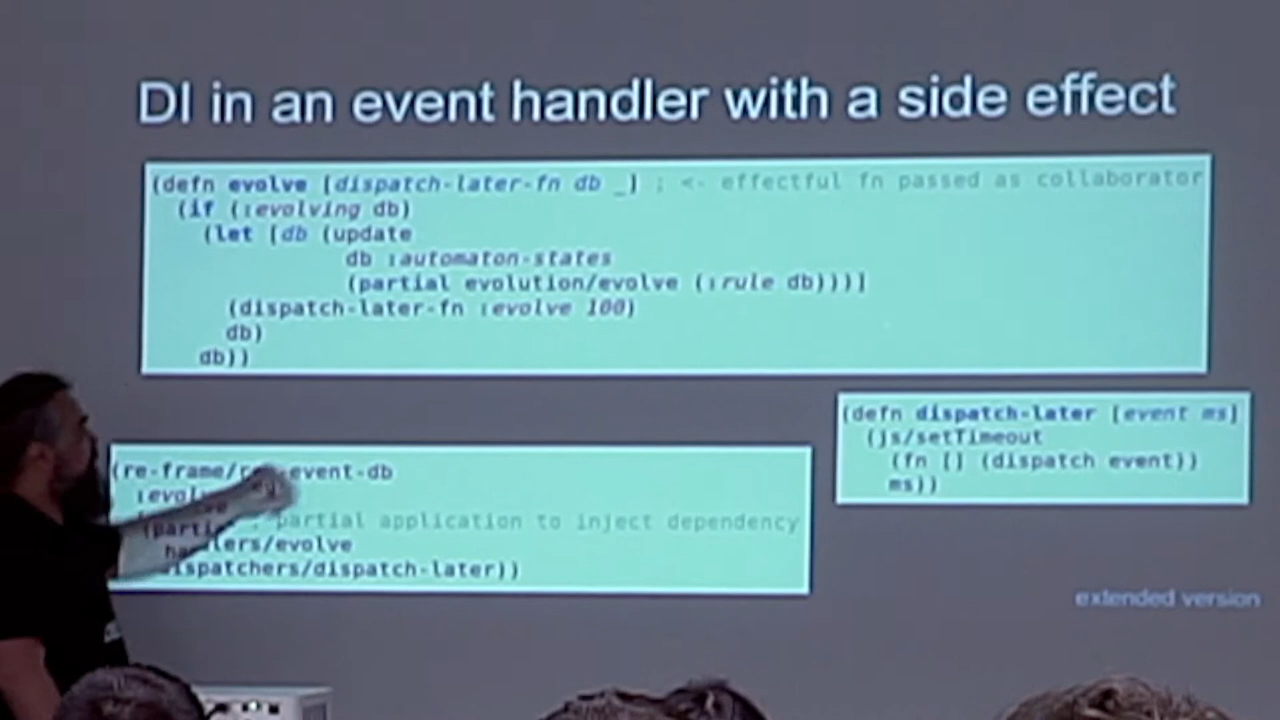 DI in an event handler with a side effect
(defn evolve [dispatch-later-fn db _] ; <- effectful fn passed as collaborator
(if (:evolving db)
(let [db (update
db :automaton-states
(partial evolution/evolve (:rule db)))]
(dispatch-later-fn :evolve 100)
db)
db))
(defn dispatch-later [event ms]
(js/setTimeout
(fn [] (dispatch event))
ms))
(re-frame/ event-db
partial application to inject dependency
/evolve
/dispatch-later))
extended version